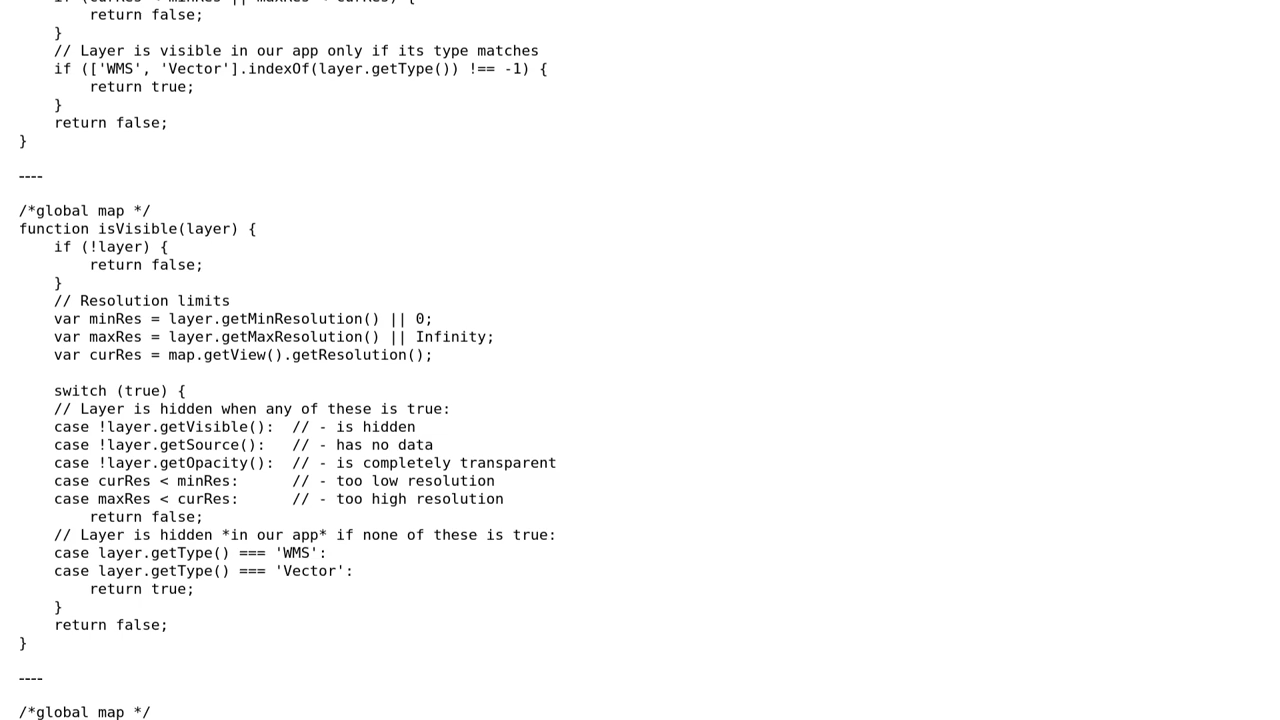 if (curRes < minRes || maxRes < curRes) {
            return false;
    }
    // Layer is visible in our app only if its type matches
    if (['WMS', 'Vector'].indexOf(layer.getType()) !== -1) {
        return true;
    }
    return false;
}
----
/*global map */
function isVisible(layer) {
    if (!layer) {
        return false;
    }
    // Resolution limits
    var minRes = layer.getMinResolution() || 0;
    var maxRes = layer.getMaxResolution() || Infinity;
    var curRes = map.getView().getResolution();

    switch (true) {
    // Layer is hidden when any of these is true:
    case !layer.getVisible():  // - is hidden
    case !layer.getSource():   // - has no data
    case !layer.getOpacity():  // - is completely transparent
    case curRes < minRes:      // - too low resolution
    case maxRes < curRes:      // - too high resolution
        return false;
    // Layer is hidden *in our app* if none of these is true:
    case layer.getType() === 'WMS':
    case layer.getType() === 'Vector':
        return true;
    }
    return false;
}
----
/*global map */